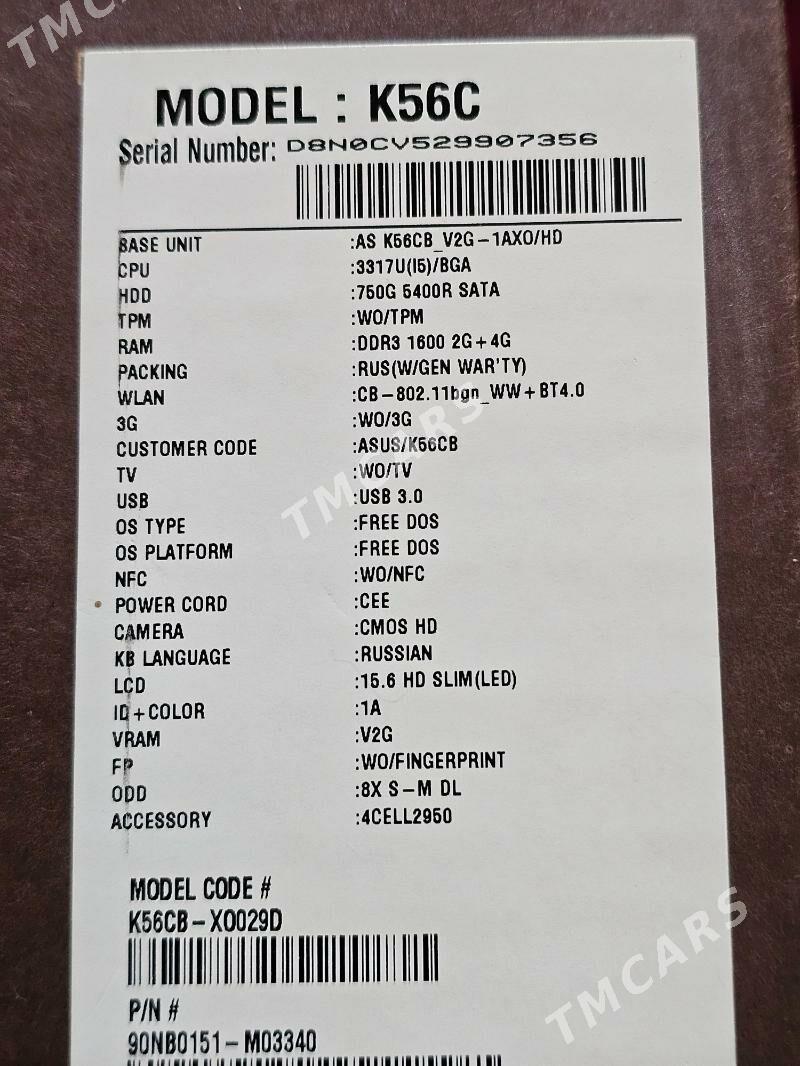 TMCARS
MODEL : K56C
Serial Number: D8N0CV529907356
BASE UNIT :AS K56CB_V2G-1AXO/HD
CPU :3317U(I5)/BGA
HDD :750G 5400R SATA
TPM :WO/TPM
RAM :DDR3 1600 2G+4G
PACKING :RUS(W/GEN WAR'TY)
WLAN :CB-802.11bgn_WW+BT4.0
3G :WO/3G
CUSTOMER CODE :ASUS/K56CB
TV :WO/TV
TMCARS
USB :USB 3.0
OS TYPE :FREE DOS
OS PLATFORM :FREE DOS
NFC :WO/NFC
POWER CORD :CEE
CAMERA :CMOS HD
KB LANGUAGE :RUSSIAN
LCD :15.6 HD SLIM(LED)
ID+COLOR :1A
VRAM :V2G
FP :WO/FINGERPRINT
ODD :8X S-M DL
ACCESSORY :4CELL2950
MODEL CODE #
K56CB-XO029D
TMCARS
P/N #
90NB0151-M03340